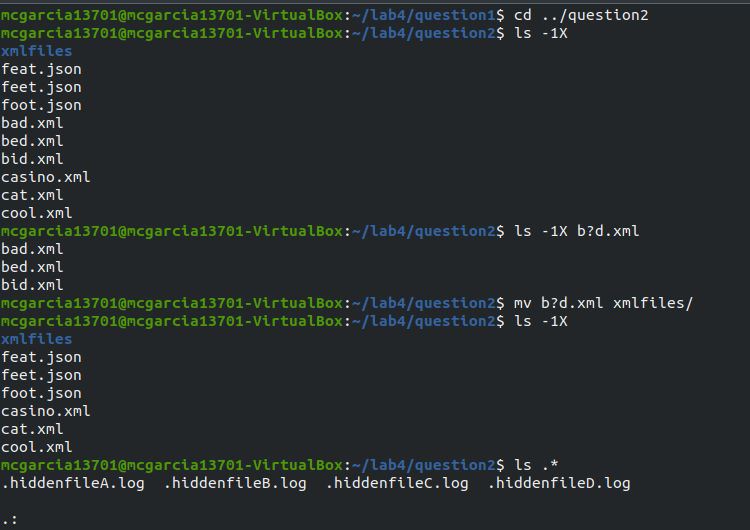 mcgarcia13701@mcgarcia13701-VirtualBox:~/lab4/question1$ cd ../question2
mcgarcia13701@mcgarcia13701-VirtualBox:~/lab4/question2$ ls -1X
xmlfiles
feat.json
feet.json
foot.json
bad.xml
bed.xml
bid.xml
casino.xml
cat.xml
cool.xml
mcgarcia13701@mcgarcia13701-VirtualBox:~/lab4/question2$ ls -1X b?d.xml
bad.xml
bed.xml
bid.xml
mcgarcia13701@mcgarcia13701-VirtualBox:~/lab4/question2$ mv b?d.xml xmlfiles/
mcgarcia13701@mcgarcia13701-VirtualBox:~/lab4/question2$ ls -1X
xmlfiles
feat.json
feet.json
foot.json
casino.xml
cat.xml
cool.xml
mcgarcia13701@mcgarcia13701-VirtualBox:~/lab4/question2$ ls .*
.hiddenfileA.log  .hiddenfileB.log  .hiddenfileC.log  .hiddenfileD.log
.: